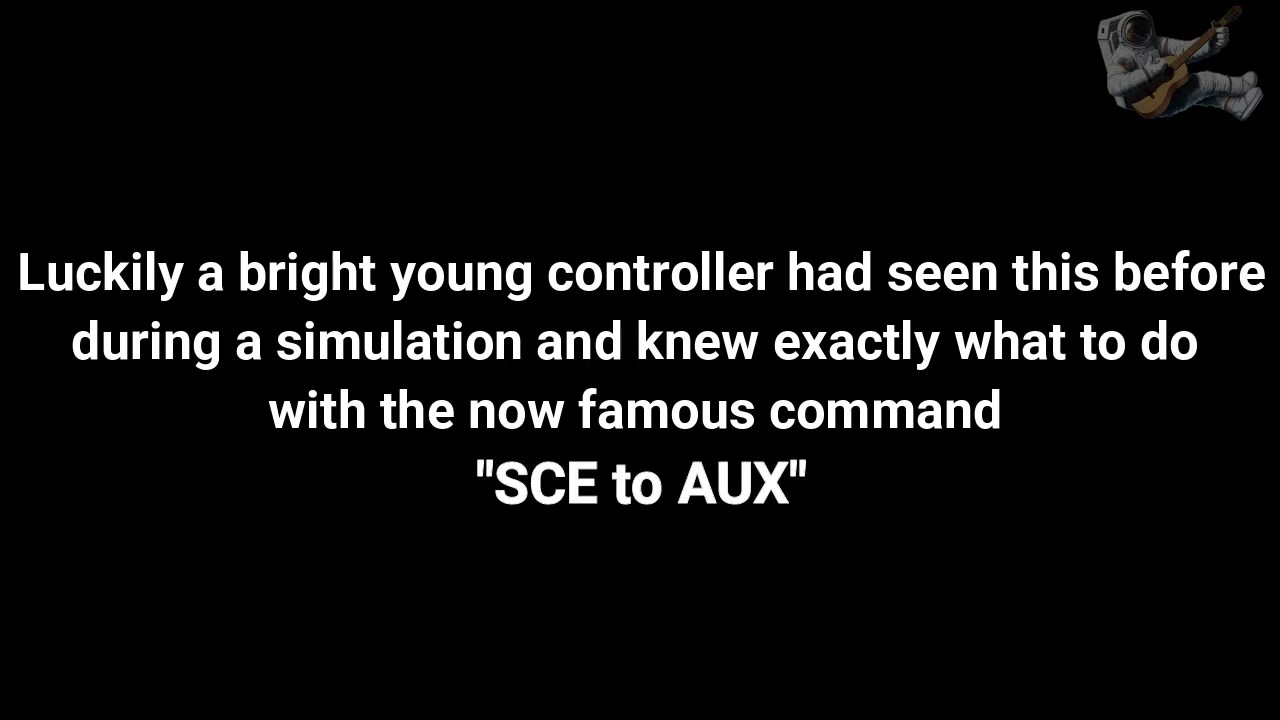 Luckily a bright young controller had seen this before
during a simulation and knew exactly what to do
with the now famous command
"SCE to AUX"